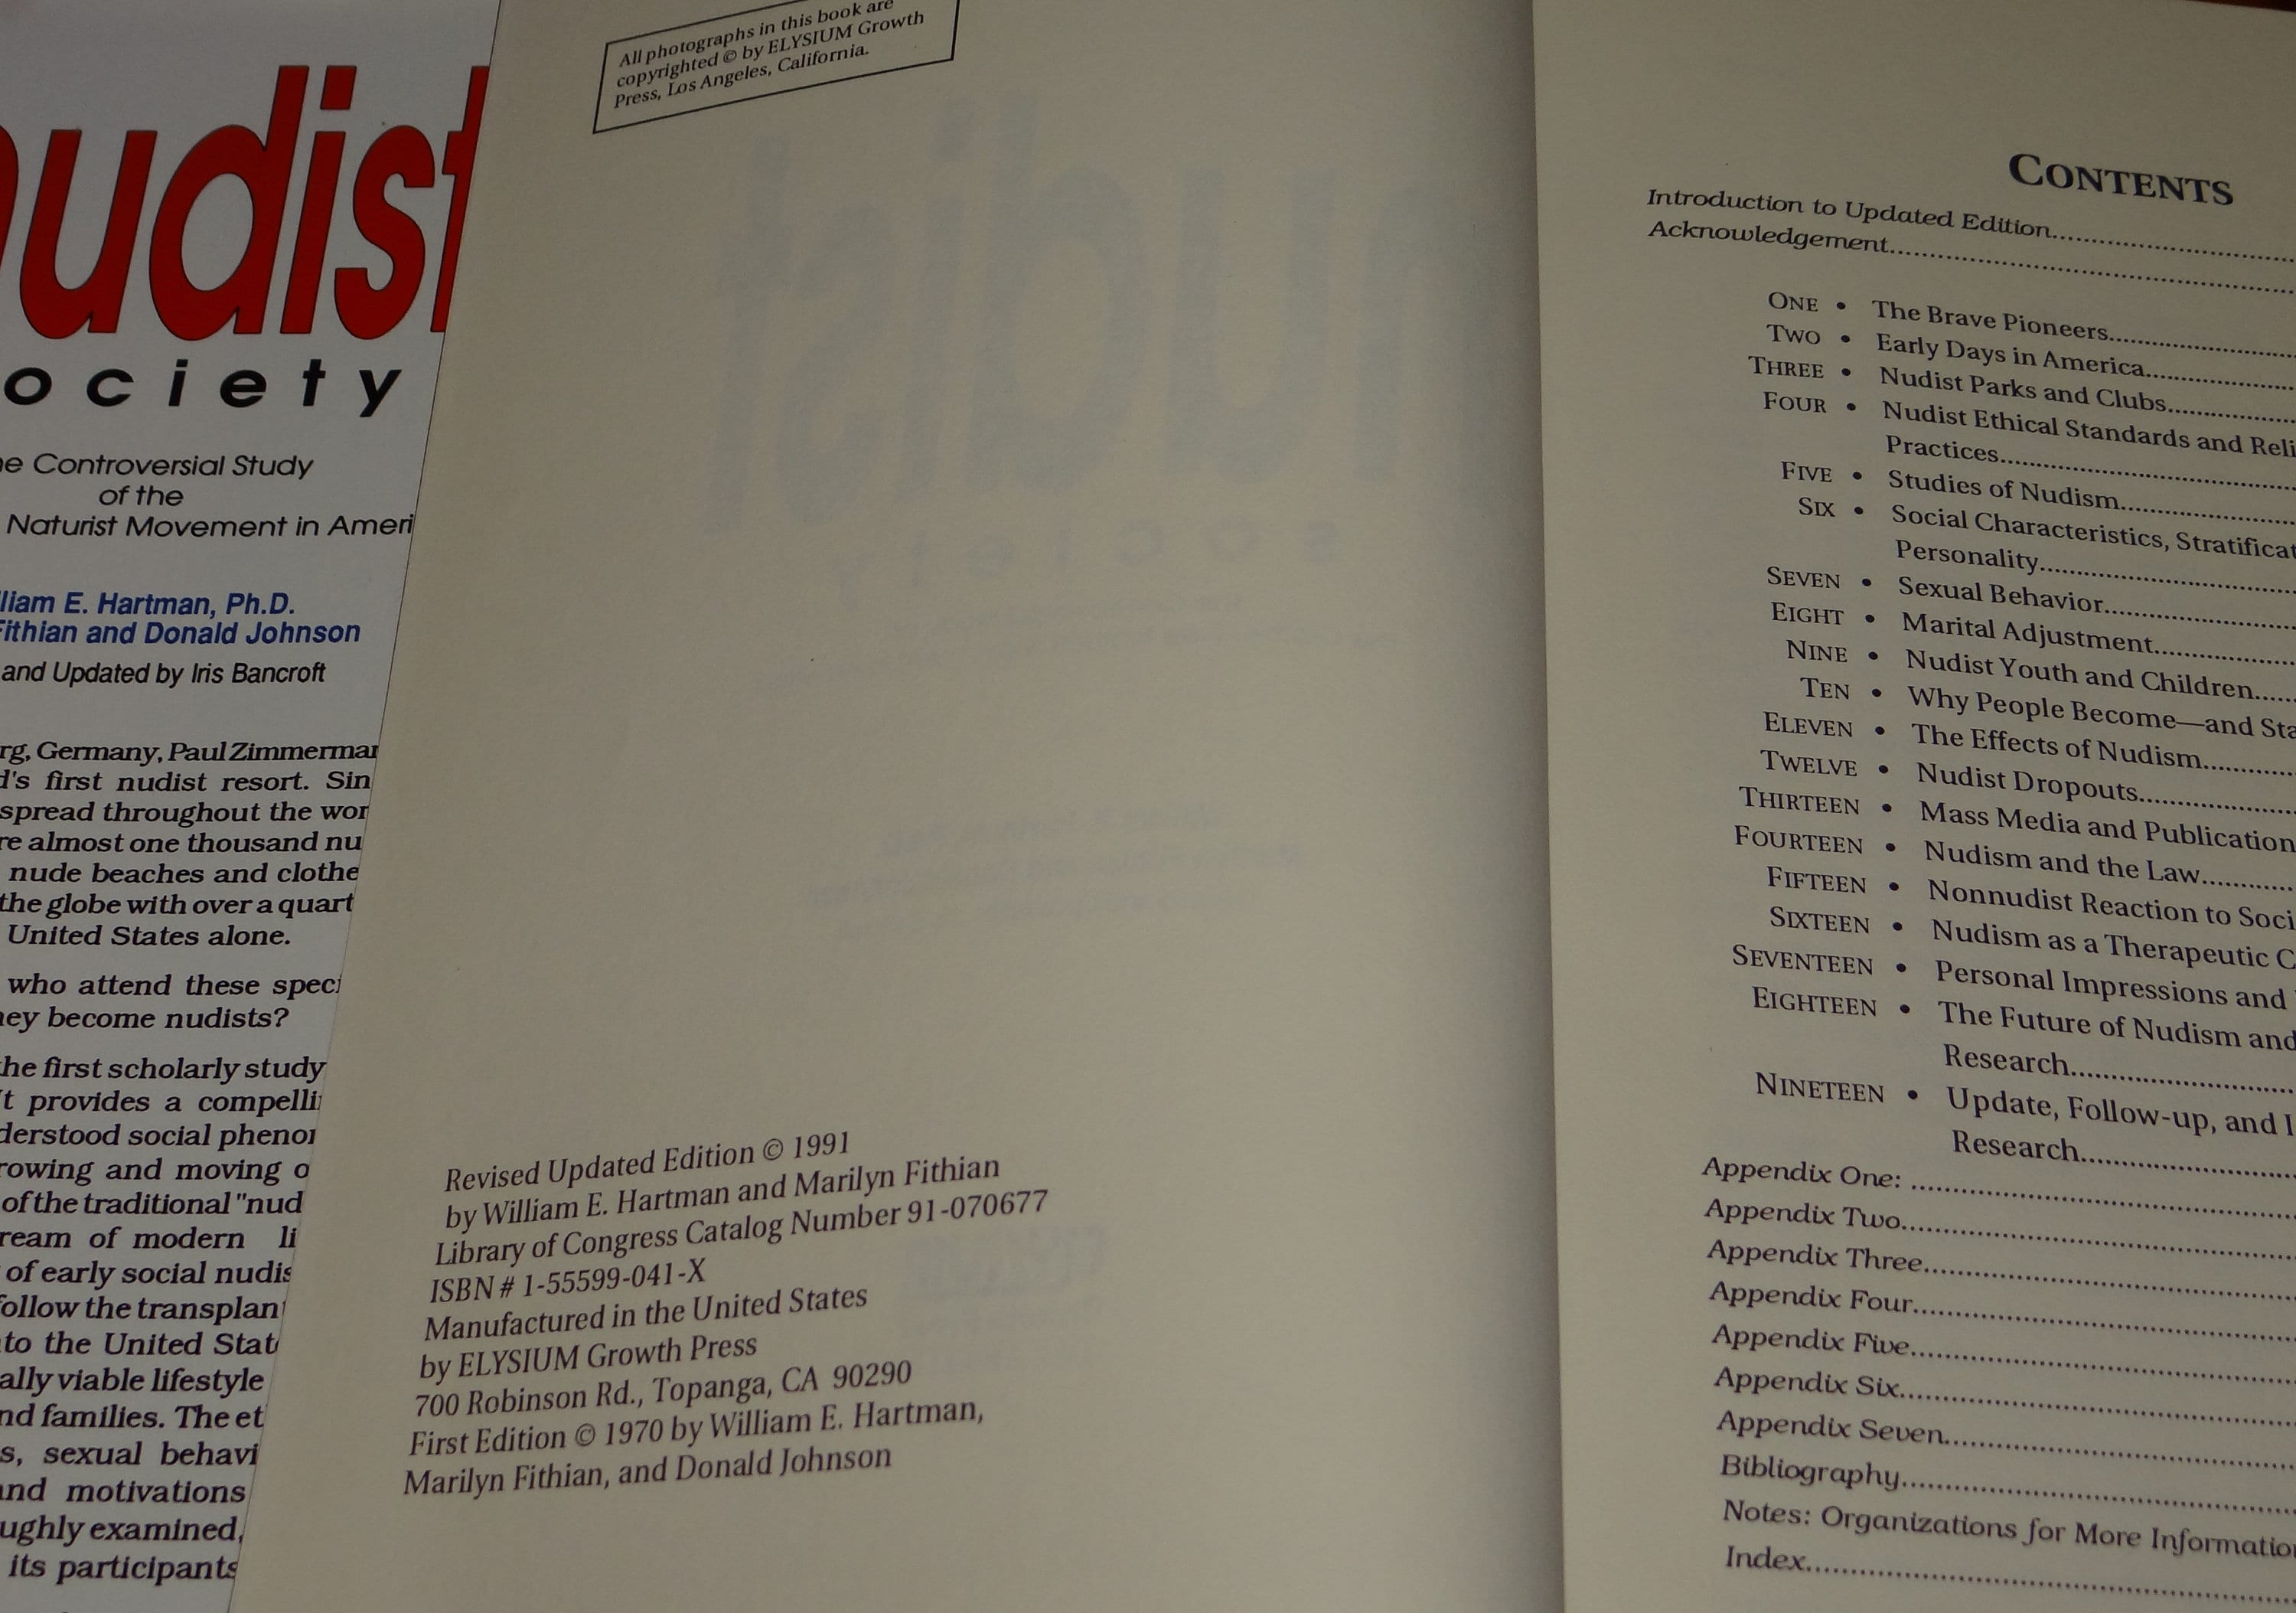 nudist
ociety
he Controversial Study
of the
Naturist Movement in Ameri
lliam E. Hartman, Ph.D.
Fithian and Donald Johnson
and Updated by Iris Bancroft
rg, Germany, Paul Zimmerman
d's first nudist resort. Sin
spread throughout the wor
re almost one thousand nu
nude beaches and clothe
the globe with over a quart
United States alone.
who attend these speci
hey become nudists?
the first scholarly study
It provides a compelli
derstood social phenom
rowing and moving o
of the traditional "nud
ream of modern li
of early social nudis
follow the transplan
to the United Stat
ally viable lifestyle
nd families. The et
s, sexual behavi
and motivations
ughly examined,
its participants
All photographs in this book are
copyrighted © by ELYSIUM Growth
Press, Los Angeles, California.
Revised Updated Edition © 1991
by William E. Hartman and Marilyn Fithian
Library of Congress Catalog Number 91-070677
ISBN # 1-55599-041-X
Manufactured in the United States
by ELYSIUM Growth Press
700 Robinson Rd., Topanga, CA 90290
First Edition © 1970 by William E. Hartman,
Marilyn Fithian, and Donald Johnson
CONTENTS
Introduction to Updated Edition
Acknowledgement
ONE • The Brave Pioneers
TWO • Early Days in America
THREE • Nudist Parks and Clubs
FOUR • Nudist Ethical Standards and Reli
Practices
FIVE • Studies of Nudism
SIX • Social Characteristics, Stratificat
Personality
SEVEN • Sexual Behavior
EIGHT • Marital Adjustment
NINE • Nudist Youth and Children
TEN • Why People Become—and Sta
ELEVEN • The Effects of Nudism
TWELVE • Nudist Dropouts
THIRTEEN • Mass Media and Publication
FOURTEEN • Nudism and the Law
FIFTEEN • Nonnudist Reaction to Soci
SIXTEEN • Nudism as a Therapeutic C
SEVENTEEN • Personal Impressions and
EIGHTEEN • The Future of Nudism and
Research
NINETEEN • Update, Follow-up, and I
Research
Appendix One:
Appendix Two
Appendix Three
Appendix Four
Appendix Five
Appendix Six
Appendix Seven
Bibliography
Notes: Organizations for More Informatio
Index